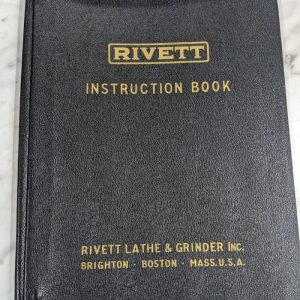 RIVETT
INSTRUCTION BOOK
RIVETT LATHE & GRINDER INC.
BRIGHTON · BOSTON · MASS. U.S.A.